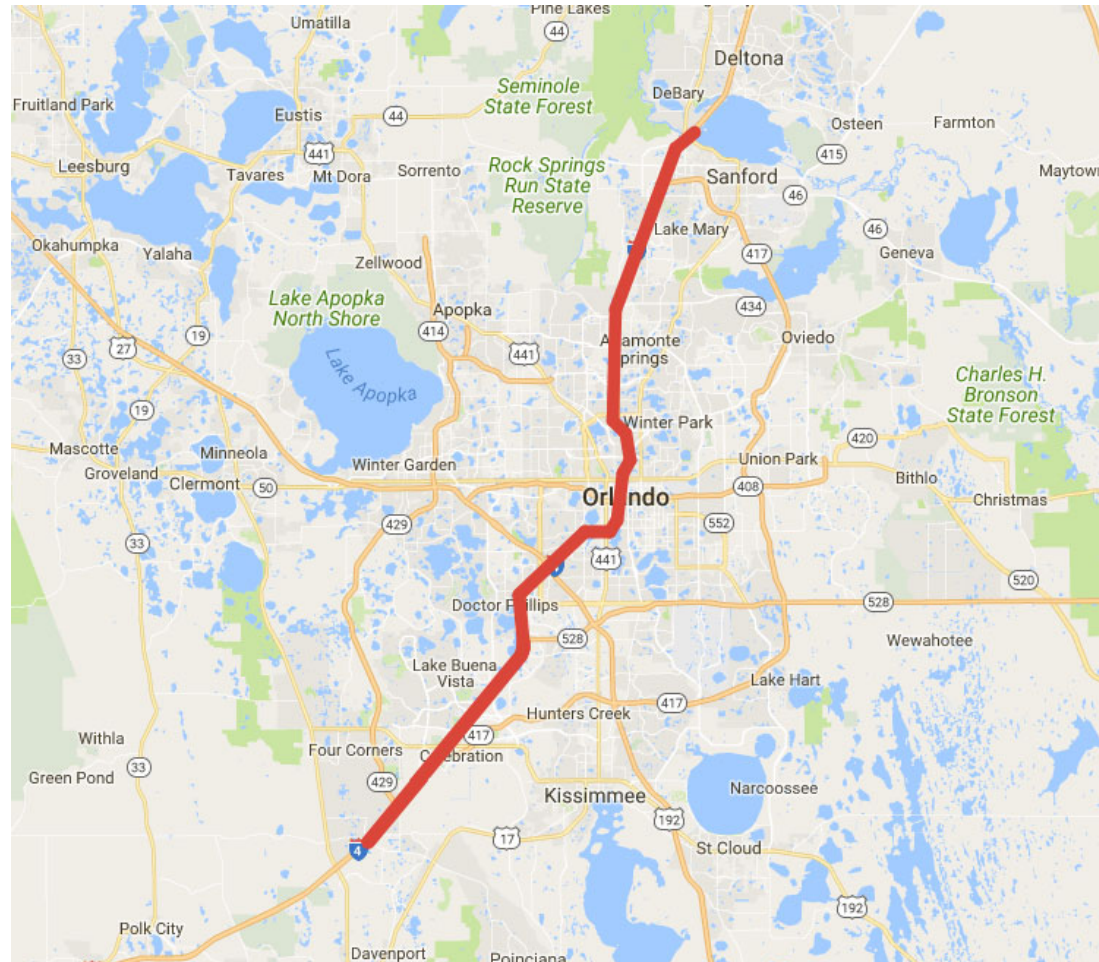 Pine Lakes
Umatilla
44
Deltona
Seminole
State Forest
DeBary
Fruitland Park
Eustis
44
Osteen
Farmton
441
415
Leesburg
Tavares
Mt Dora
Sorrento
Rock Springs
Run State
Reserve
Sanford
46
Maytown
Lake Mary
46
Okahumpka
Yalaha
Zellwood
417
Geneva
Lake Apopka
North Shore
Apopka
434
19
414
Oviedo
33
27
441
Altamonte
Springs
Lake Apopka
Charles H.
Bronson
State Forest
19
Winter Park
420
Mascotte
Minneola
Winter Garden
Union Park
Groveland
Clermont
50
408
Bithlo
Orlando
Christmas
429
552
33
441
520
Doctor Phillips
528
528
Wewahotee
Lake Buena
Vista
Lake Hart
417
Hunters Creek
417
Withla
Four Corners
Celebration
33
Green Pond
429
Kissimmee
Narcoossee
192
4
17
St Cloud
192
Polk City
Davenport
Poinciana